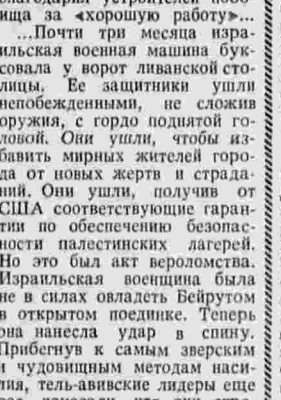 ища за «хорошую работу»...
...Почти три месяца изра-
ильская военная машина бук-
совала у ворот ливанской сто-
лицы. Ее защитники ушли
непобежденными, не сложив
оружия, с гордо поднятой го-
ловой. Они ушли, чтобы из-
бавить мирных жителей горо-
да от новых жертв и страда-
ний. Они ушли, получив от
США соответствующие гаран-
тии по обеспечению безопас-
ности палестинских лагерей.
Но это был акт вероломства.
Израильская военщина была
не в силах овладеть Бейрутом
в открытом поединке. Теперь
она нанесла удар в спину.
Прибегнув к самым зверским
и чудовищным методам наси-
лия, тель-авивские лидеры еще